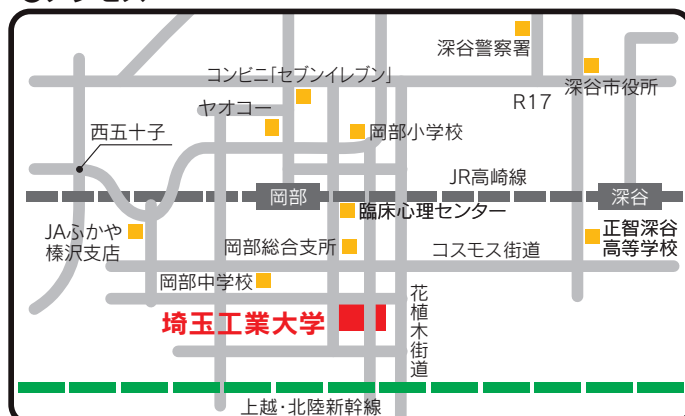 深谷警察署
コンビニ「セブンイレブン」
深谷市役所
R17
ヤオコー
西五十子
岡部小学校
JR高崎線
岡部
深谷
臨床心理センター
JAふかや
榛沢支店
岡部総合支所
コスモス街道
正智深谷
高等学校
岡部中学校
埼玉工業大学
花植木街道
上越・北陸新幹線